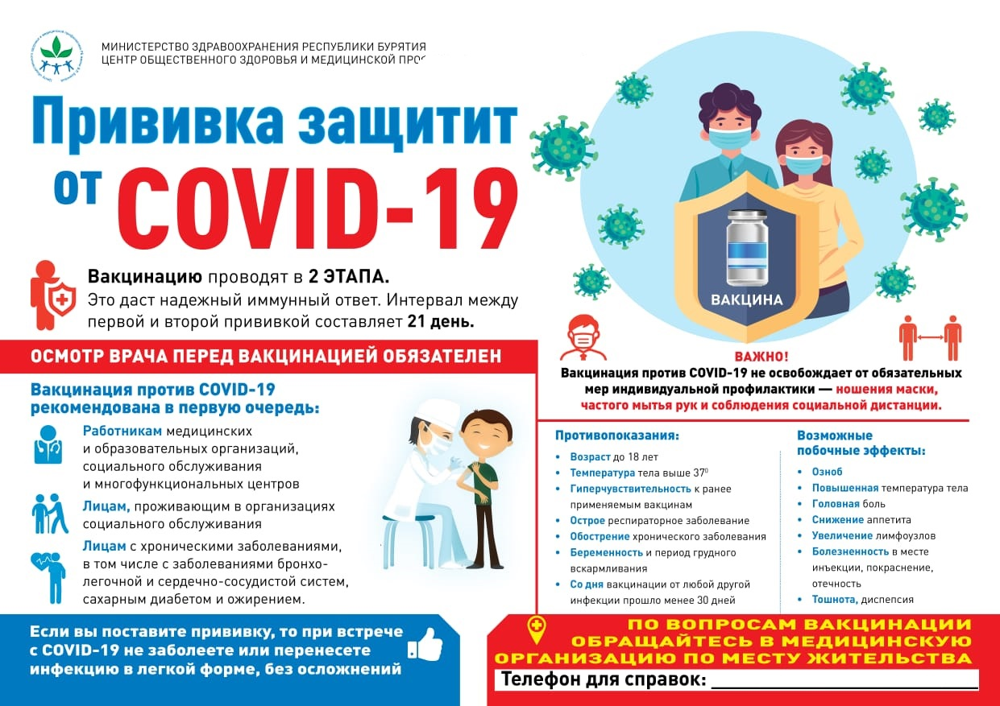 МИНИСТЕРСТВО ЗДРАВООХРАНЕНИЯ РЕСПУБЛИКИ БУРЯТИЯ
ЦЕНТР ОБЩЕСТВЕННОГО ЗДОРОВЬЯ И МЕДИЦИНСКОЙ
Прививка защитит
от COVID-19
Вакцинацию проводят в 2 ЭТАПА.
Это даст надежный иммунный ответ. Интервал между
первой и второй прививкой составляет 21 день.
ОСМОТР ВРАЧА ПЕРЕД ВАКЦИНАЦИЕЙ ОБЯЗАТЕЛЕН
Вакцинация против COVID-19
рекомендована в первую очередь:
Работникам медицинских
и образовательных организаций,
социального обслуживания
и многофункциональных центров
Лицам, проживающим в организациях
социального обслуживания
Лицам с хроническими заболеваниями,
в том числе с заболеваниями бронхо-
легочной и сердечно-сосудистой систем,
сахарным диабетом и ожирением.
Если вы поставите прививку, то при встрече
с COVID-19 не заболеете или перенесете
инфекцию в легкой форме, без осложнений
ВАКЦИНА
ВАЖНО!
Вакцинация против COVID-19 не освобождает от обязательных
мер индивидуальной профилактики — ношения маски,
частого мытья рук и соблюдения социальной дистанции.
Противопоказания:
• Возраст до 18 лет
• Температура тела выше 37⁰
• Гиперчувствительность к ранее
применяемым вакцинам
• Острое респираторное заболевание
• Обострение хронического заболевания
• Беременность и период грудного
вскармливания
• Со дня вакцинации от любой другой
инфекции прошло менее 30 дней
Возможные
побочные эффекты:
• Озноб
• Повышенная температура тела
• Головная боль
• Снижение аппетита
• Увеличение лимфоузлов
• Болезненность в месте
инъекции, покраснение,
отечность
• Тошнота, диспепсия
ПО ВОПРОСАМ ВАКЦИНАЦИИ
ОБРАЩАЙТЕСЬ В МЕДИЦИНСКУЮ
ОРГАНИЗАЦИЮ ПО МЕСТУ ЖИТЕЛЬСТВА
Телефон для справок: